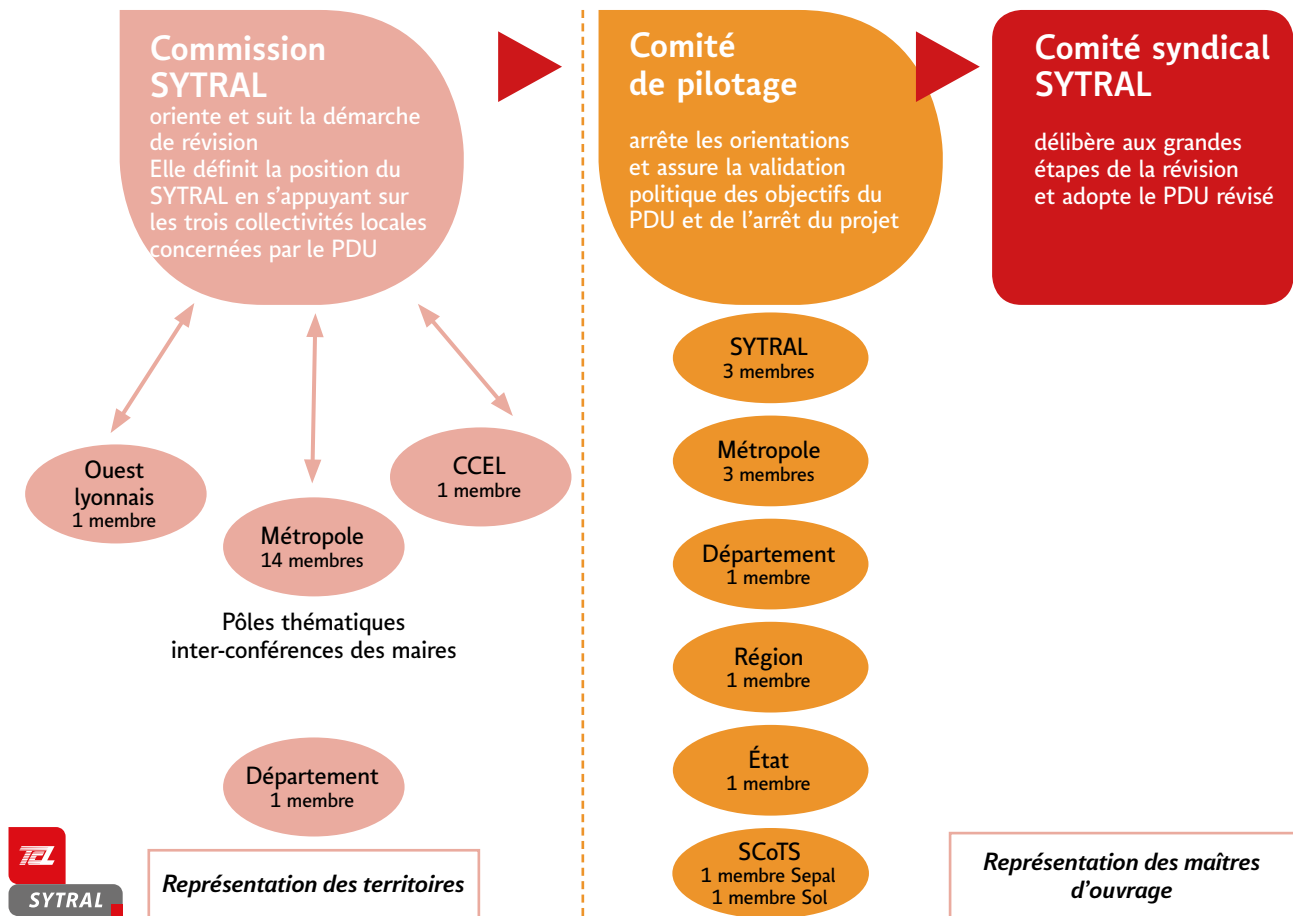 Commission
SYTRAL
oriente et suit la démarche
de révision
Elle définit la position du
SYTRAL en s'appuyant sur
les trois collectivités locales
concernées par le PDU
Ouest
lyonnais
1 membre
Métropole
14 membres
CCEL
1 membre
Pôles thématiques
inter-conférences des maires
Département
1 membre
Représentation des territoires
TCL
SYTRAL
Comité
de pilotage
arrête les orientations
et assure la validation
politique des objectifs du
PDU et de l'arrêt du projet
SYTRAL
3 membres
Métropole
3 membres
Département
1 membre
Région
1 membre
État
1 membre
SCoTS
1 membre Sepal
1 membre Sol
Comité syndical
SYTRAL
délibère aux grandes
étapes de la révision
et adopte le PDU révisé
Représentation des maîtres
d'ouvrage